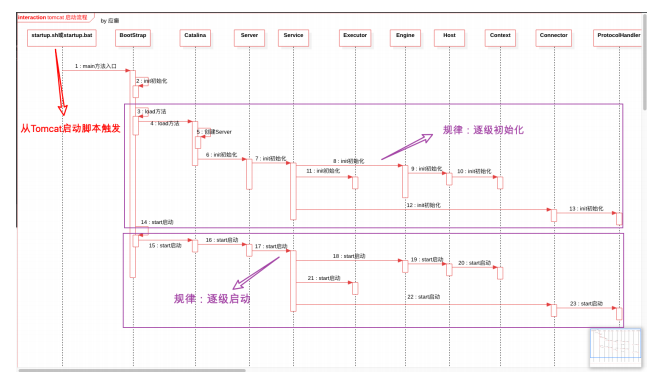 interaction tomcat 启动流程
by 应癫
startup.sh或startup.bat
BootStrap
Catalina
Server
Service
Executor
Engine
Host
Context
Connector
ProtocolHandler
1 : main方法入口
2 : init初始化
3 : load方法
4 : load方法
从Tomcat启动脚本触发
5 : 创建Server
规律：逐级初始化
6 : init初始化
7 : init初始化
8 : init初始化
9 : init初始化
10 : init初始化
11 : init初始化
12 : init初始化
13 : init初始化
14 : start启动
15 : start启动
16 : start启动
17 : start启动
18 : start启动
19 : start启动
20 : start启动
21 : start启动
规律：逐级启动
22 : start启动
23 : start启动